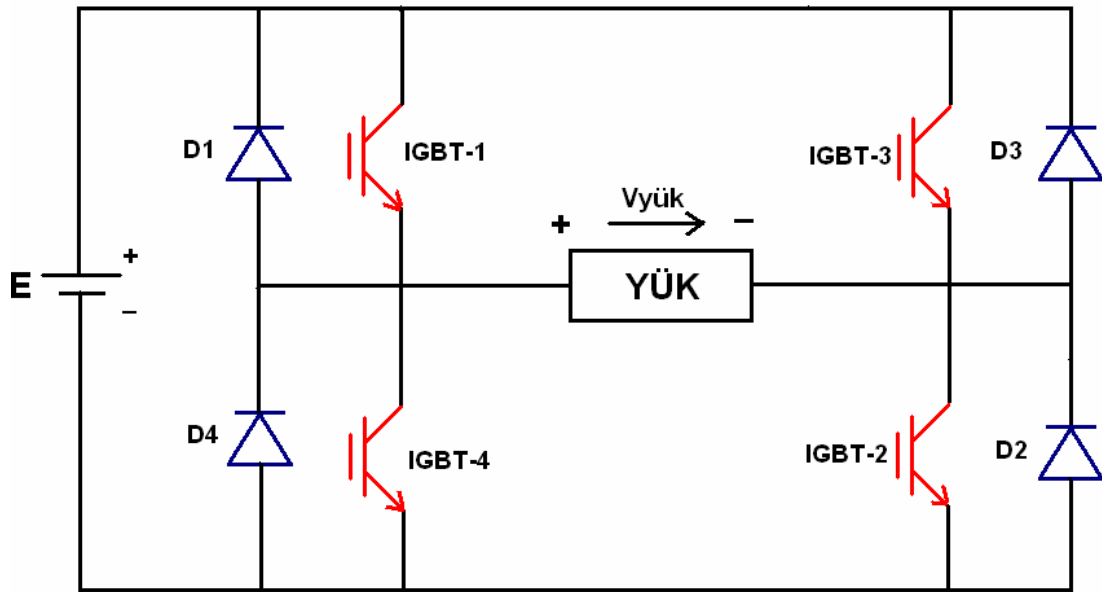 D1
IGBT-1
IGBT-3
D3
Vyük
+
−
E
+
−
YÜK
D4
IGBT-4
IGBT-2
D2